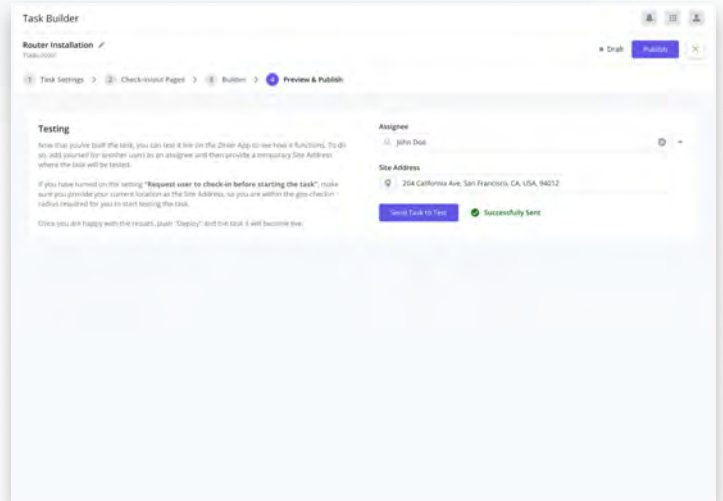 Task Builder
Router Installation
Draft
Publish
1 Task Settings > 2 Check-in/out Pages > 3 Builder > 4 Preview & Publish
Testing
Now that you've built the task, you can test it live on the Zinier App to see how it functions. To do
so, add yourself (or another user) as an assignee and then provide a temporary Site Address
where the task will be tested.
If you have turned on the setting "Request user to check-in before starting the task", make
sure you provide your current location as the Site Address, so you are within the geo-checkin
radius required for you to start testing the task.
Once you are happy with the results, push "Deploy" and the task it will become live.
Assignee
John Doe
Site Address
204 California Ave, San Francisco, CA, USA, 94012
Send Task to Test
Successfully Sent